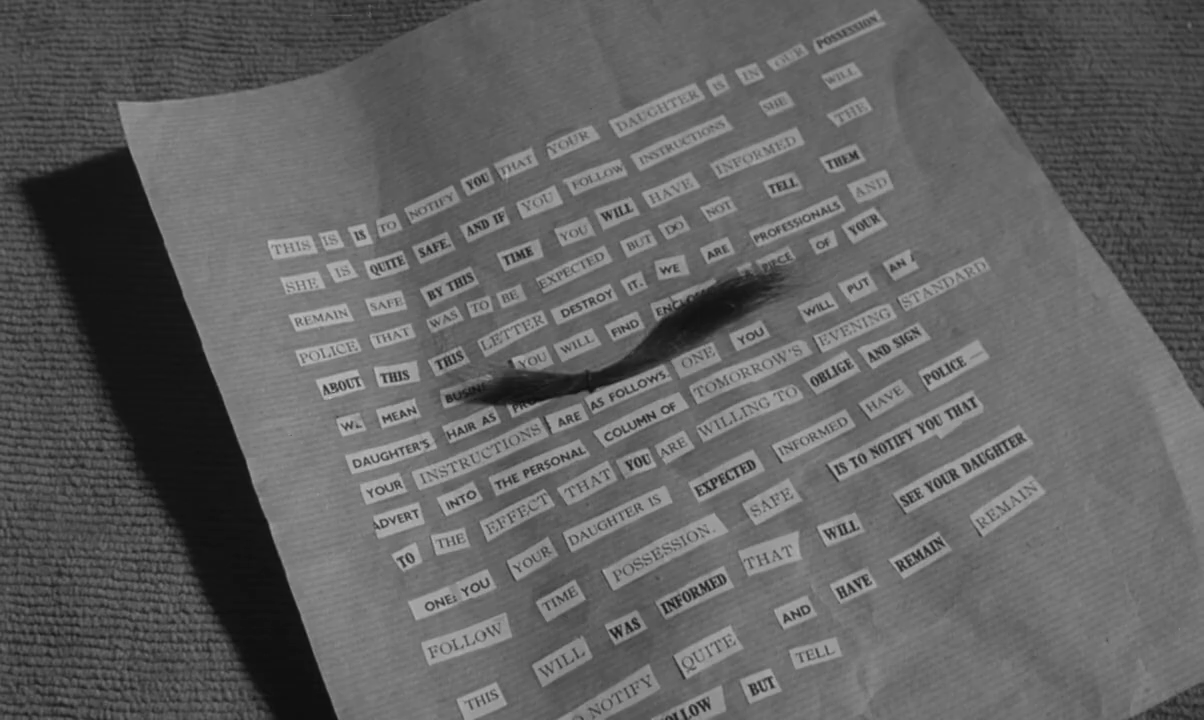 THIS IS IS TO NOTIFY YOU THAT YOUR DAUGHTER IS IN OUR POSSESSION.
SHE IS QUITE SAFE, AND IF YOU FOLLOW INSTRUCTIONS SHE WILL
REMAIN SAFE BY THIS TIME YOU WILL HAVE INFORMED THE
POLICE THAT WAS TO BE EXPECTED BUT DO NOT TELL THEM
ABOUT THIS THIS LETTER DESTROY IT. WE ARE PROFESSIONALS AND
WE MEAN YOU WILL FIND A PIECE OF YOUR
DAUGHTER'S HAIR AS
YOUR INSTRUCTIONS ARE AS FOLLOWS. ONE YOU WILL PUT AN
ADVERT INTO THE PERSONAL COLUMN OF TOMORROW'S EVENING STANDARD
TO THE EFFECT THAT YOU ARE WILLING TO OBLIGE AND SIGN
ONE: YOU YOUR DAUGHTER IS EXPECTED INFORMED HAVE POLICE —
FOLLOW TIME POSSESSION. SAFE IS TO NOTIFY YOU THAT
THIS WILL WAS INFORMED THAT WILL SEE YOUR DAUGHTER
NOTIFY QUITE AND HAVE REMAIN REMAIN
BUT TELL